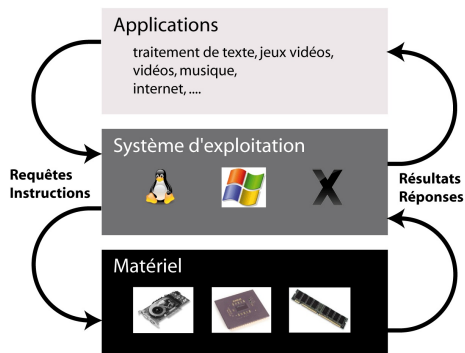 Applications
traitement de texte, jeux vidéos,
vidéos, musique,
internet, ....
Système d'exploitation
Requêtes
Instructions
Résultats
Réponses
X
Matériel